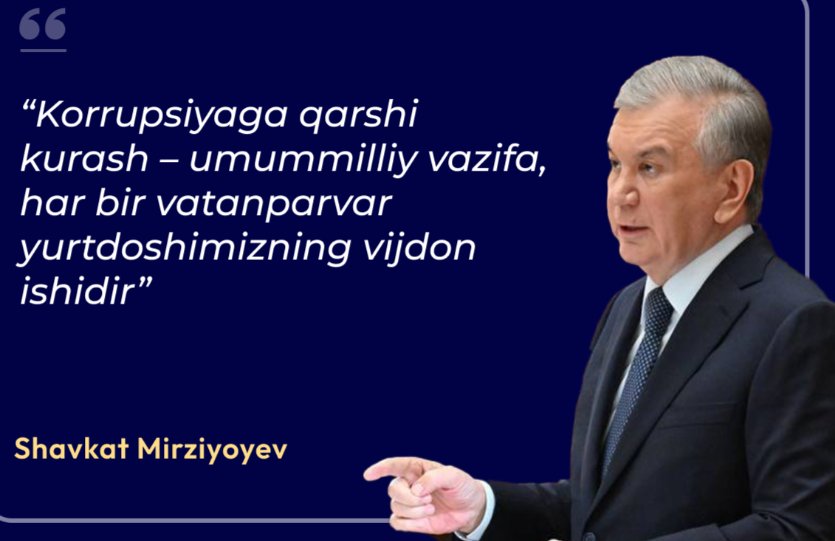 “Korrupsiyaga qarshi
kurash – umummilliy vazifa,
har bir vatanparvar
yurtdoshimizning vijdon
ishidir”
Shavkat Mirziyoyev